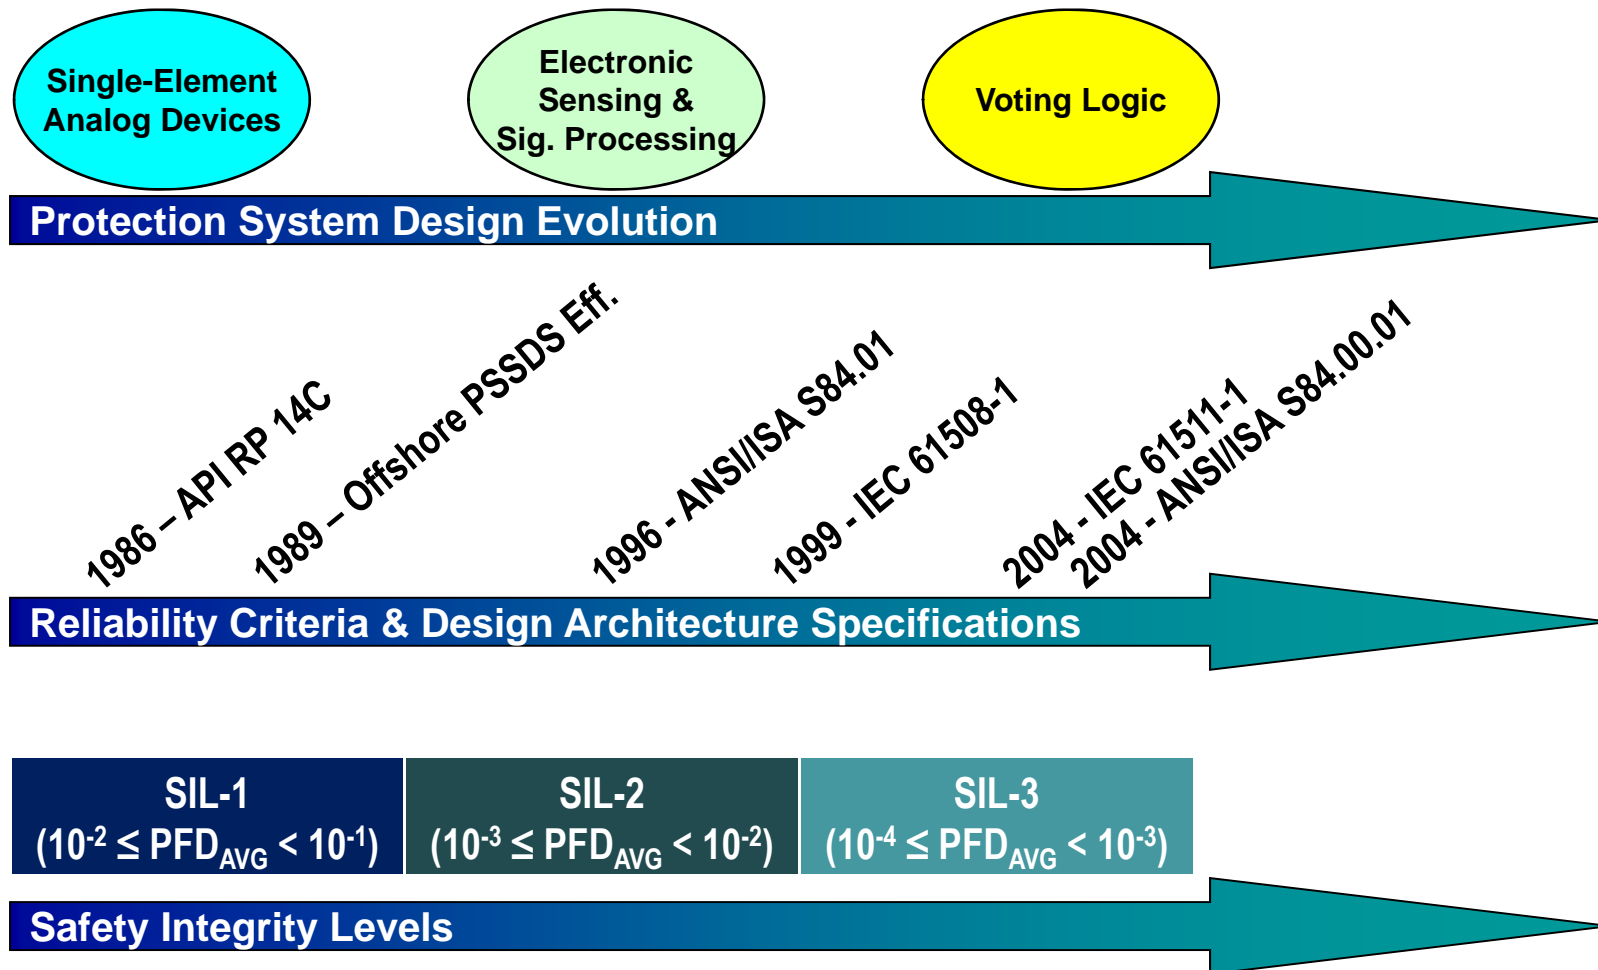 Single-Element
Analog Devices
Electronic
Sensing &
Sig. Processing
Voting Logic
Protection System Design Evolution
1986 – API RP 14C
1989 – Offshore PSSDS Eff.
1996 - ANSI/ISA S84.01
1999 - IEC 61508-1
2004 - IEC 61511-1
2004 - ANSI/ISA S84.00.01
Reliability Criteria & Design Architecture Specifications
SIL-1
(10⁻² ≤ PFD_AVG < 10⁻¹)
SIL-2
(10⁻³ ≤ PFD_AVG < 10⁻²)
SIL-3
(10⁻⁴ ≤ PFD_AVG < 10⁻³)
Safety Integrity Levels